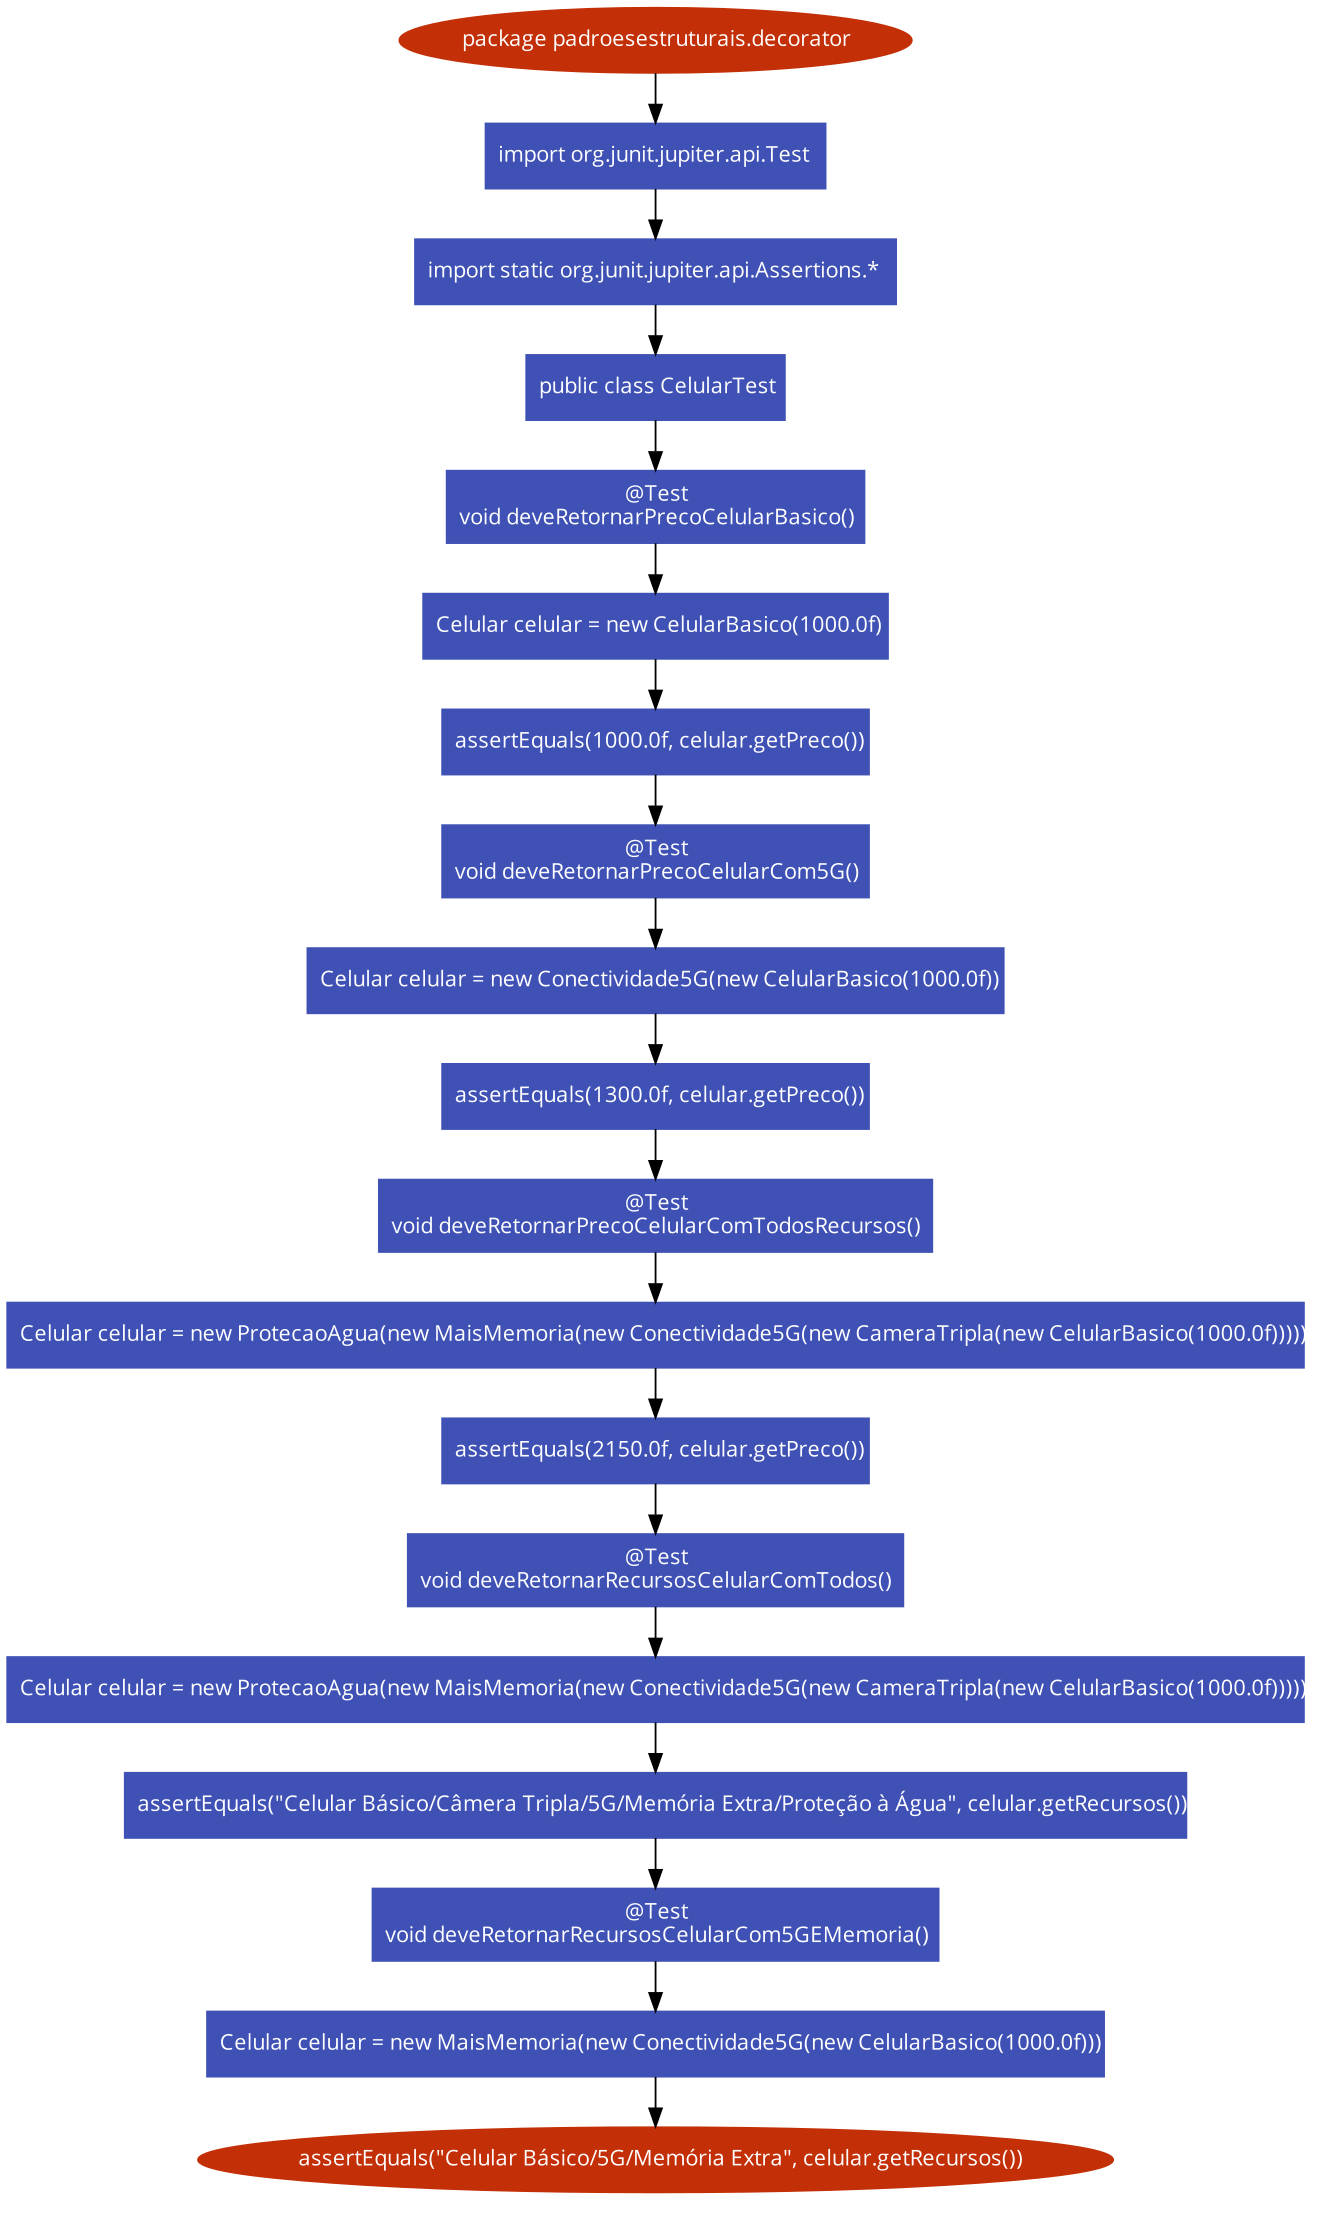 package padroesestruturais.decorator
import org.junit.jupiter.api.Test
import static org.junit.jupiter.api.Assertions.*
public class CelularTest
@Test
void deveRetornarPrecoCelularBasico()
Celular celular = new CelularBasico(1000.0f)
assertEquals(1000.0f, celular.getPreco())
@Test
void deveRetornarPrecoCelularCom5G()
Celular celular = new Conectividade5G(new CelularBasico(1000.0f))
assertEquals(1300.0f, celular.getPreco())
@Test
void deveRetornarPrecoCelularComTodosRecursos()
Celular celular = new ProtecaoAgua(new MaisMemoria(new Conectividade5G(new CameraTripla(new CelularBasico(1000.0f)))))
assertEquals(2150.0f, celular.getPreco())
@Test
void deveRetornarRecursosCelularComTodos()
Celular celular = new ProtecaoAgua(new MaisMemoria(new Conectividade5G(new CameraTripla(new CelularBasico(1000.0f)))))
assertEquals("Celular Básico/Câmera Tripla/5G/Memória Extra/Proteção à Água", celular.getRecursos())
@Test
void deveRetornarRecursosCelularCom5GEMemoria()
Celular celular = new MaisMemoria(new Conectividade5G(new CelularBasico(1000.0f)))
assertEquals("Celular Básico/5G/Memória Extra", celular.getRecursos())